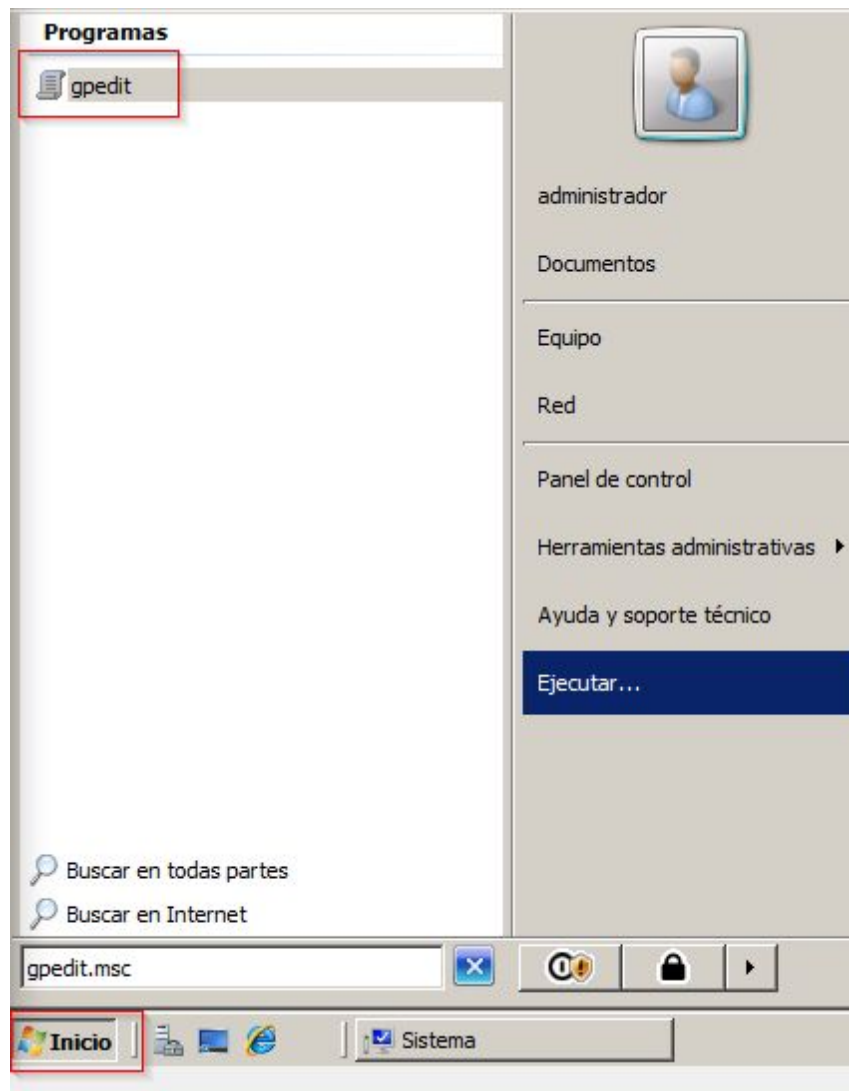 Programas
gpedit
administrador
Documentos
Equipo
Red
Panel de control
Herramientas administrativas
Ayuda y soporte técnico
Ejecutar...
Buscar en todas partes
Buscar en Internet
gpedit.msc
Inicio
Sistema